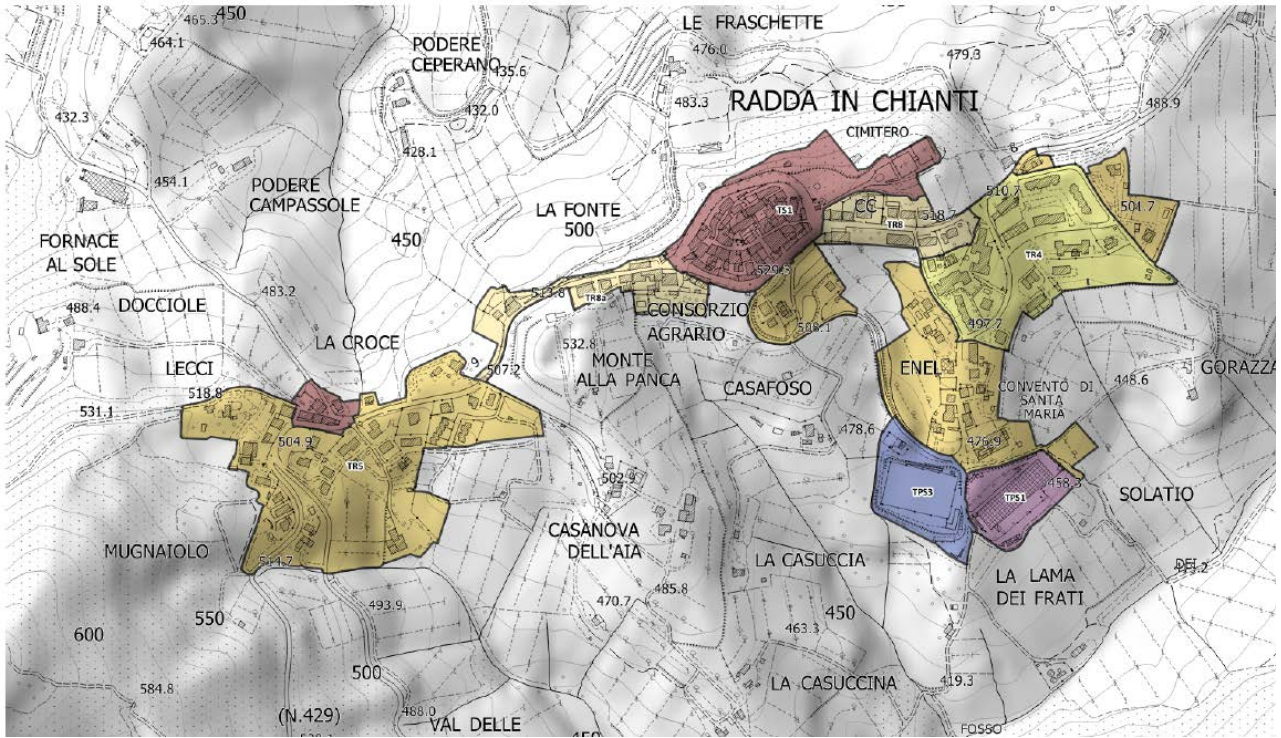 465.3
450
464.1
LE FRASCHETTE
476.0
PODERE
CEPERANO
435.6
479.3
432.3
432.0
483.3
RADDA IN CHIANTI
488.9
428.1
CIMITERO
454.1
PODERE
CAMPASSOLE
510.7
501.7
LA FONTE
500
TS1
CC
518.7
TR8
450
FORNACE
AL SOLE
TR4
529.5
483.2
513.8
TR8a
488.4
DOCCIOLE
CONSORZIO
AGRARIO
508.1
497.7
LA CROCE
532.8
9
507.2
MONTE
ALLA PANCA
LECCI
ENEL
GORAZZA
518.8
CASAFOSO
CONVENTO DI
SANTA
MARIA
448.6
531.1
478.6
504.9
476.9
TR5
502.9
458.3
TPS3
TPS1
SOLATIO
CASANOVA
DELL'AIA
MUGNAIOLO
514.7
LA CASUCCIA
DEI
LA LAMA
DEI FRATI
485.8
493.9
470.7
550
450
463.3
600
500
LA CASUCCINA
419.3
584.8
(N.429)
488.0
VAL DELLE
450
FOSSO